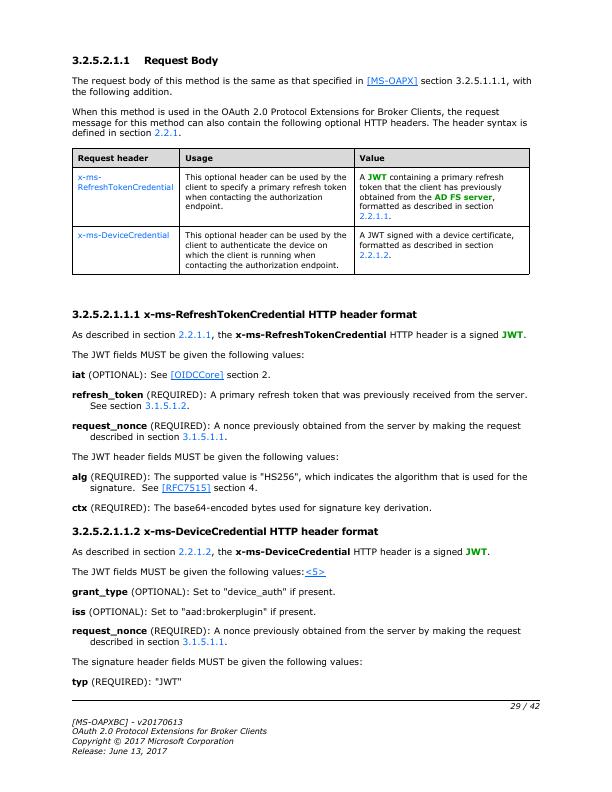 3.2.5.2.1.1 Request Body
The request body of this method is the same as that specified in [MS-OAPX] section 3.2.5.1.1.1, with
the following addition.
When this method is used in the OAuth 2.0 Protocol Extensions for Broker Clients, the request
message for this method can also contain the following optional HTTP headers. The header syntax is
defined in section 2.2.1.
Request header Usage Value
x-ms-
RefreshTokenCredential
This optional header can be used by the
client to specify a primary refresh token
when contacting the authorization
endpoint.
A JWT containing a primary refresh
token that the client has previously
obtained from the AD FS server,
formatted as described in section
2.2.1.1.
x-ms-DeviceCredential
This optional header can be used by the
client to authenticate the device on
which the client is running when
contacting the authorization endpoint.
A JWT signed with a device certificate,
formatted as described in section
2.2.1.2.
3.2.5.2.1.1.1 x-ms-RefreshTokenCredential HTTP header format
As described in section 2.2.1.1, the x-ms-RefreshTokenCredential HTTP header is a signed JWT.
The JWT fields MUST be given the following values:
iat (OPTIONAL): See [OIDCCore] section 2.
refresh_token (REQUIRED): A primary refresh token that was previously received from the server.
See section 3.1.5.1.2.
request_nonce (REQUIRED): A nonce previously obtained from the server by making the request
described in section 3.1.5.1.1.
The JWT header fields MUST be given the following values:
alg (REQUIRED): The supported value is "HS256", which indicates the algorithm that is used for the
signature. See [RFC7515] section 4.
ctx (REQUIRED): The base64-encoded bytes used for signature key derivation.
3.2.5.2.1.1.2 x-ms-DeviceCredential HTTP header format
As described in section 2.2.1.2, the x-ms-DeviceCredential HTTP header is a signed JWT.
The JWT fields MUST be given the following values:<5>
grant_type (OPTIONAL): Set to "device_auth" if present.
iss (OPTIONAL): Set to "aad:brokerplugin" if present.
request_nonce (REQUIRED): A nonce previously obtained from the server by making the request
described in section 3.1.5.1.1.
The signature header fields MUST be given the following values:
typ (REQUIRED): "JWT"
29 / 42
[MS-OAPXBC] - v20170613
OAuth 2.0 Protocol Extensions for Broker Clients
Copyright © 2017 Microsoft Corporation
Release: June 13, 2017